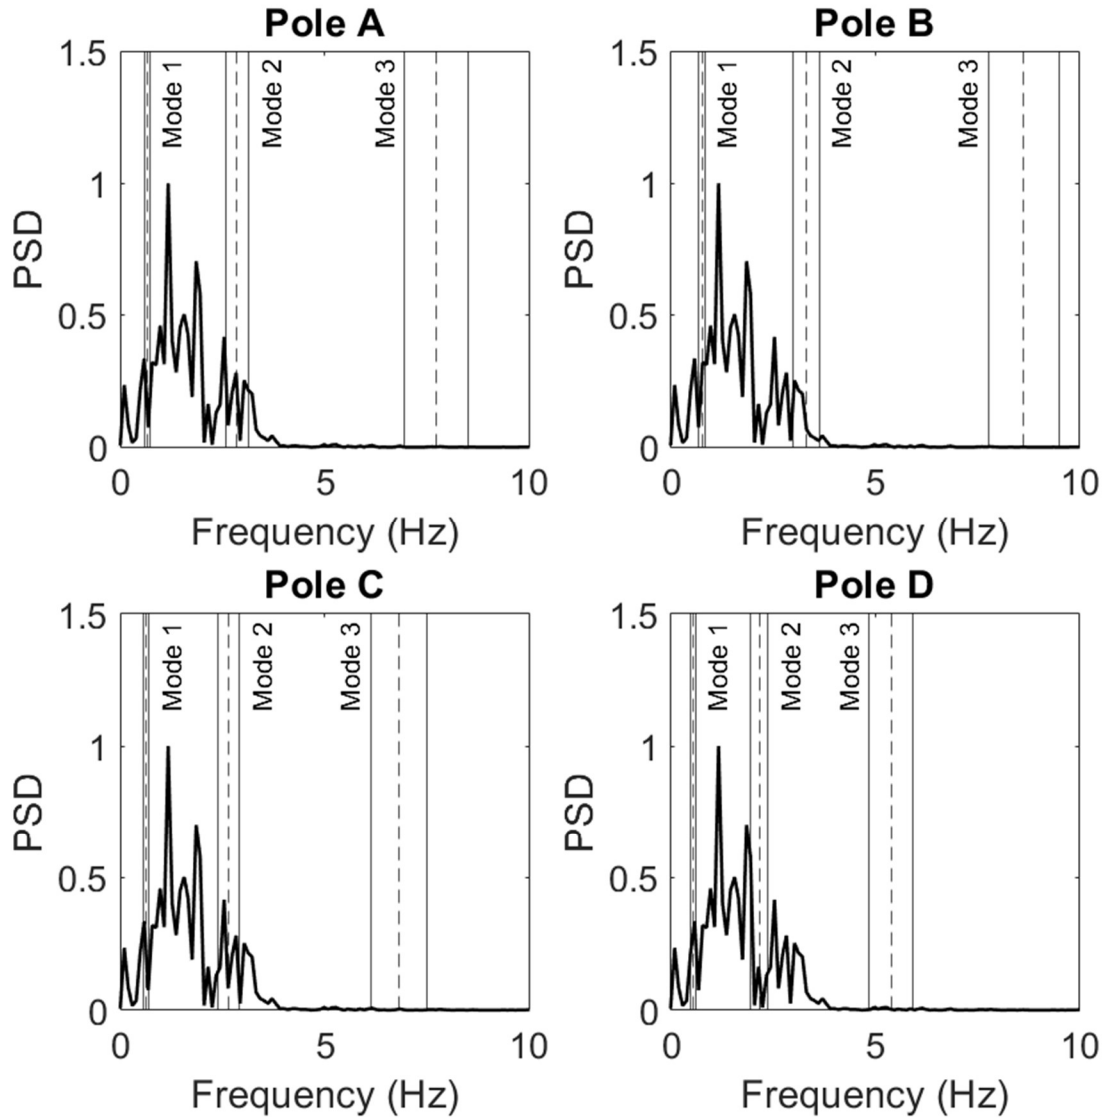 Pole A
1.5
1
0.5
0
PSD
Mode 1
Mode 2
Mode 3
0 5 10
Frequency (Hz)
Pole B
1.5
1
0.5
0
PSD
Mode 1
Mode 2
Mode 3
0 5 10
Frequency (Hz)
Pole C
1.5
1
0.5
0
PSD
Mode 1
Mode 2
Mode 3
0 5 10
Frequency (Hz)
Pole D
1.5
1
0.5
0
PSD
Mode 1
Mode 2
Mode 3
0 5 10
Frequency (Hz)